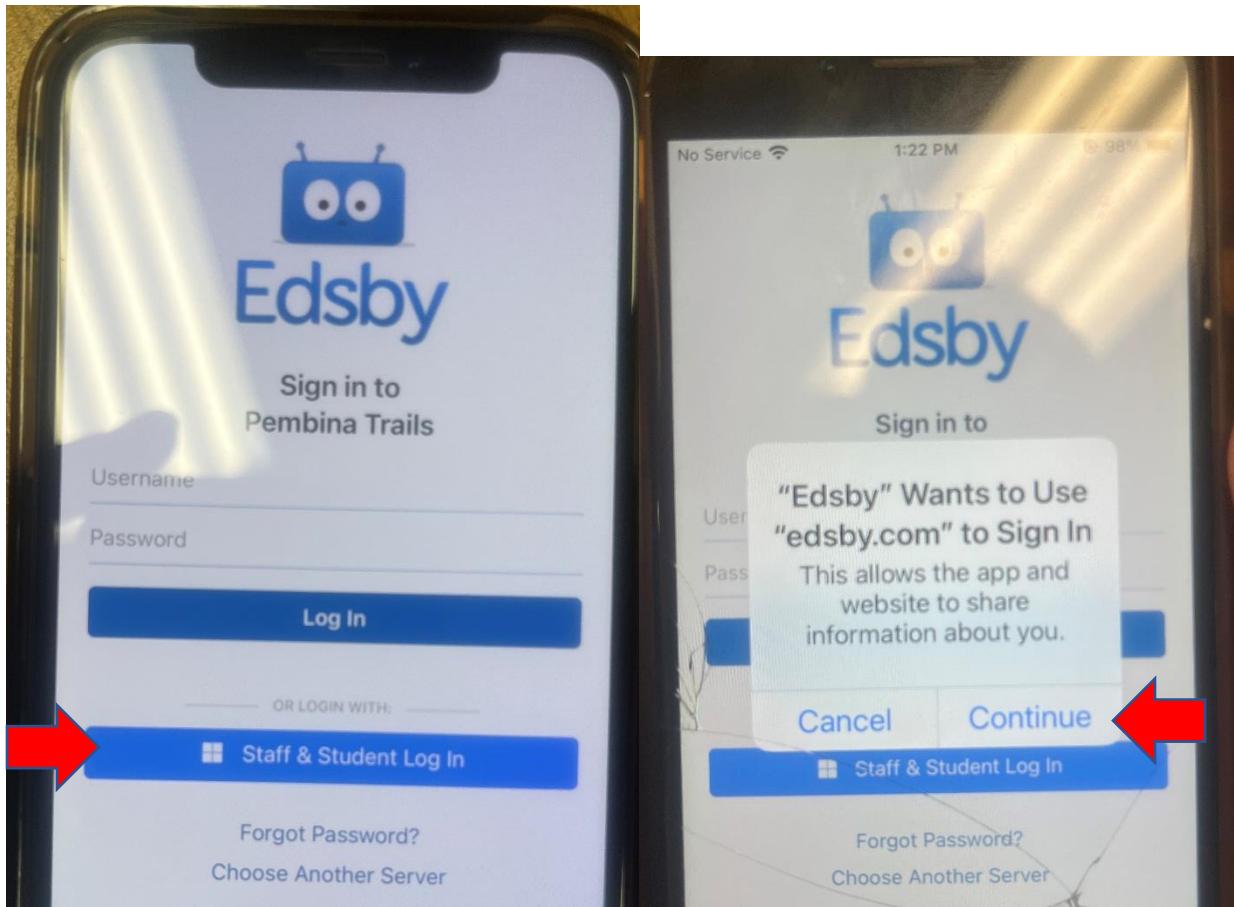 Edsby
Sign in to
Pembina Trails
Username
Password
Log In
OR LOGIN WITH:
Staff & Student Log In
Forgot Password?
Choose Another Server
No Service
1:22 PM
98%
Edsby
Sign in to
"Edsby" Wants to Use
"edsby.com" to Sign In
This allows the app and
website to share
information about you.
User
Pass
Cancel
Continue
Staff & Student Log In
Forgot Password?
Choose Another Server